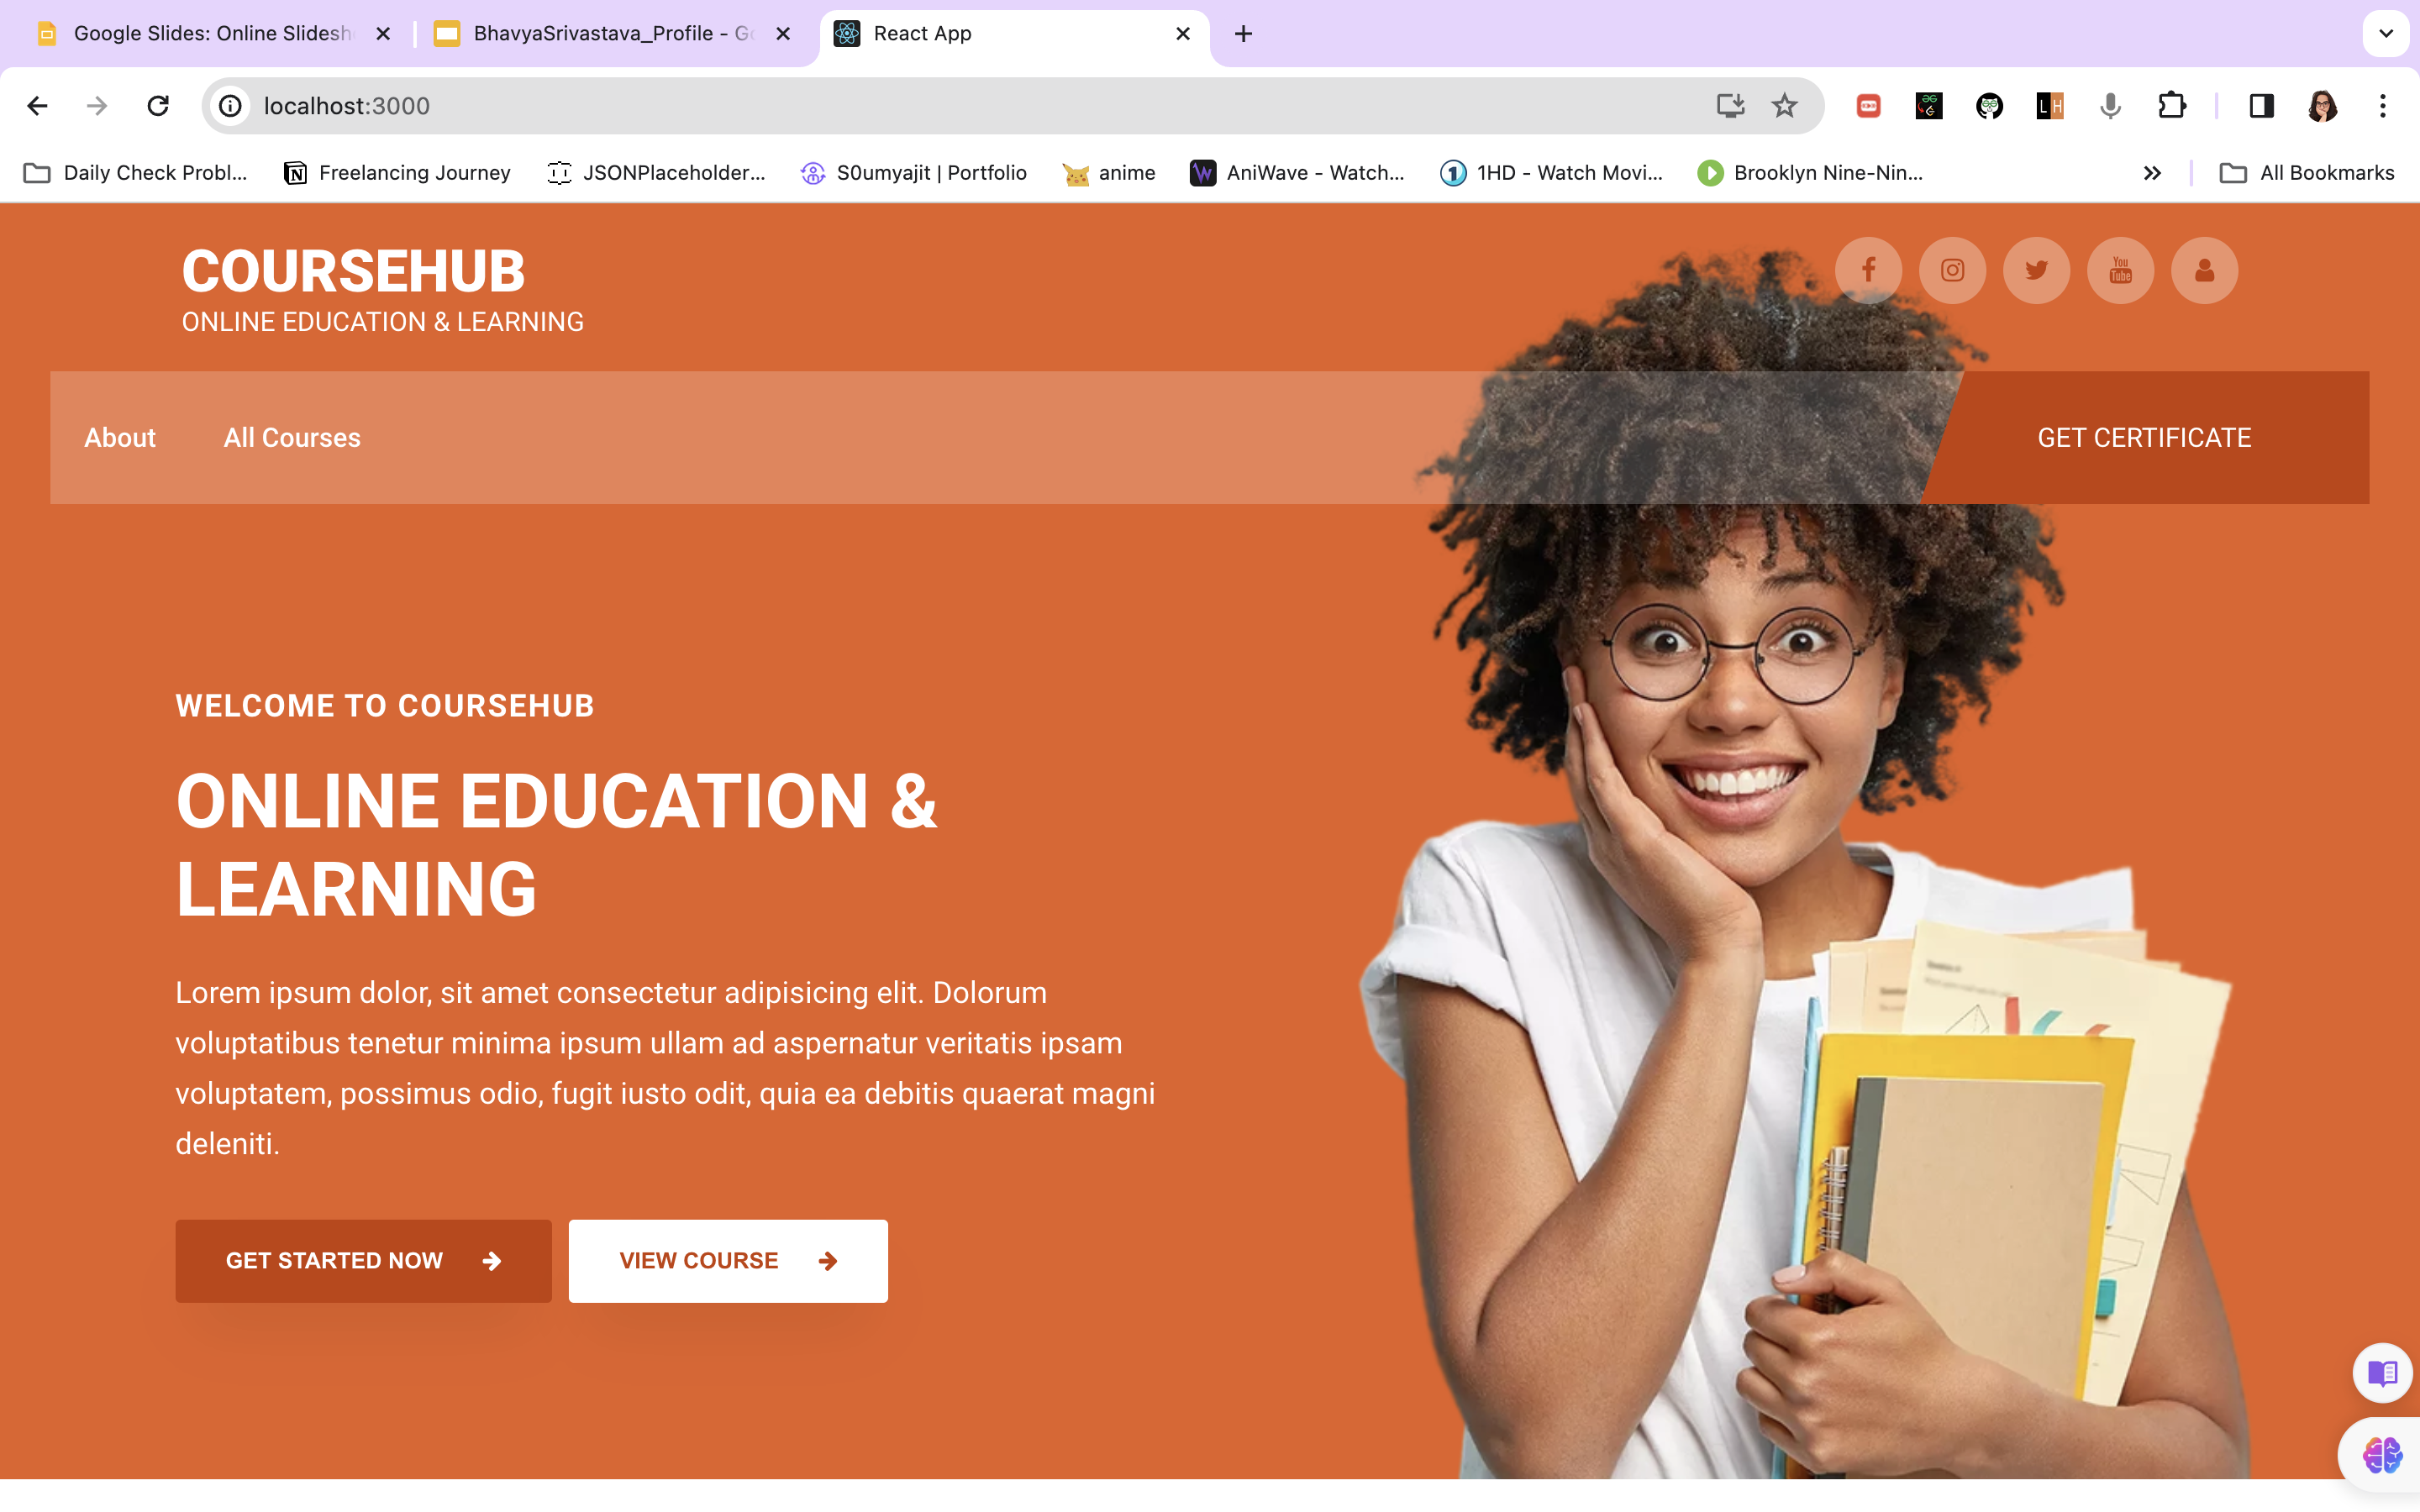 Google Slides: Online Slidesh
BhavyaSrivastava_Profile - Go
React App
localhost:3000
L H
Daily Check Probl...
Freelancing Journey
JSONPlaceholder...
S0umyajit | Portfolio
anime
AniWave - Watch...
1HD - Watch Movi...
Brooklyn Nine-Nin...
All Bookmarks
COURSEHUB
ONLINE EDUCATION & LEARNING
You Tube
About
All Courses
GET CERTIFICATE
WELCOME TO COURSEHUB
ONLINE EDUCATION &
LEARNING
Lorem ipsum dolor, sit amet consectetur adipisicing elit. Dolorum
voluptatibus tenetur minima ipsum ullam ad aspernatur veritatis ipsam
voluptatem, possimus odio, fugit iusto odit, quia ea debitis quaerat magni
deleniti.
GET STARTED NOW
VIEW COURSE